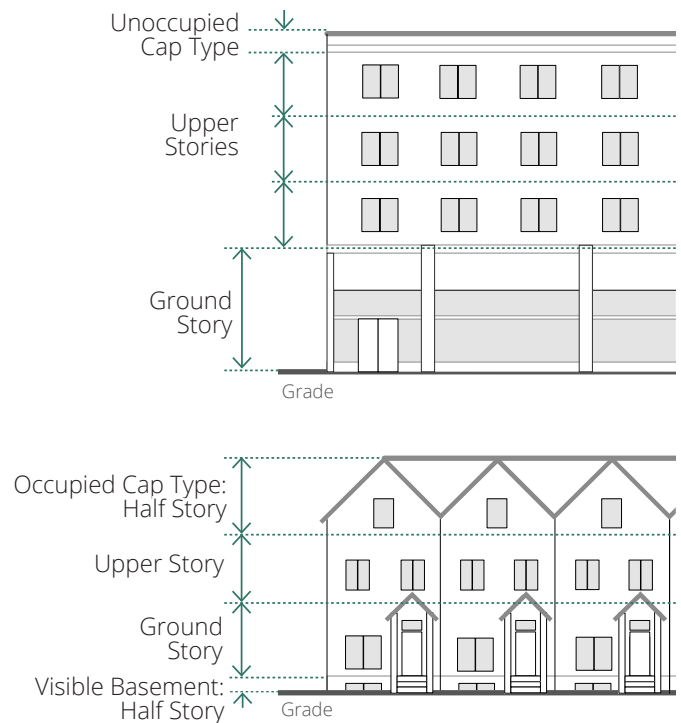 Unoccupied
Cap Type
Upper
Stories
Ground
Story
Grade
Occupied Cap Type:
Half Story
Upper Story
Ground
Story
Visible Basement:
Half Story
Grade